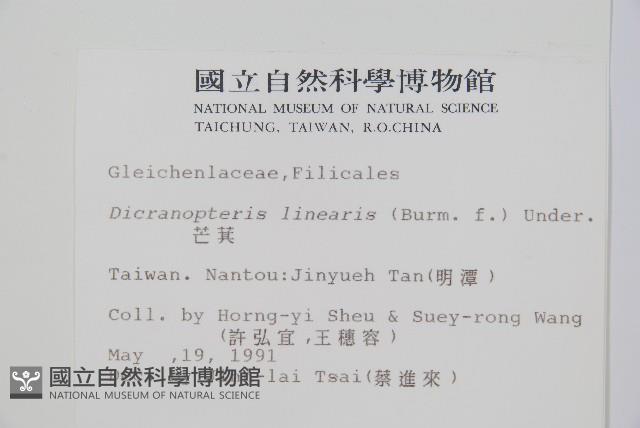 國立自然科學博物館
NATIONAL MUSEUM OF NATURAL SCIENCE
TAICHUNG, TAIWAN, R.O.CHINA
Gleichenlaceae,Filicales
Dicranopteris linearis (Burm. f.) Under.
芒萁
Taiwan. Nantou:Jinyueh Tan(明潭)
Coll. by Horng-yi Sheu & Suey-rong Wang
(許弘宜,王穗容)
May ,19, 1991
-lai Tsai(蔡進來)
國立自然科學博物館
NATIONAL MUSEUM OF NATURAL SCIENCE